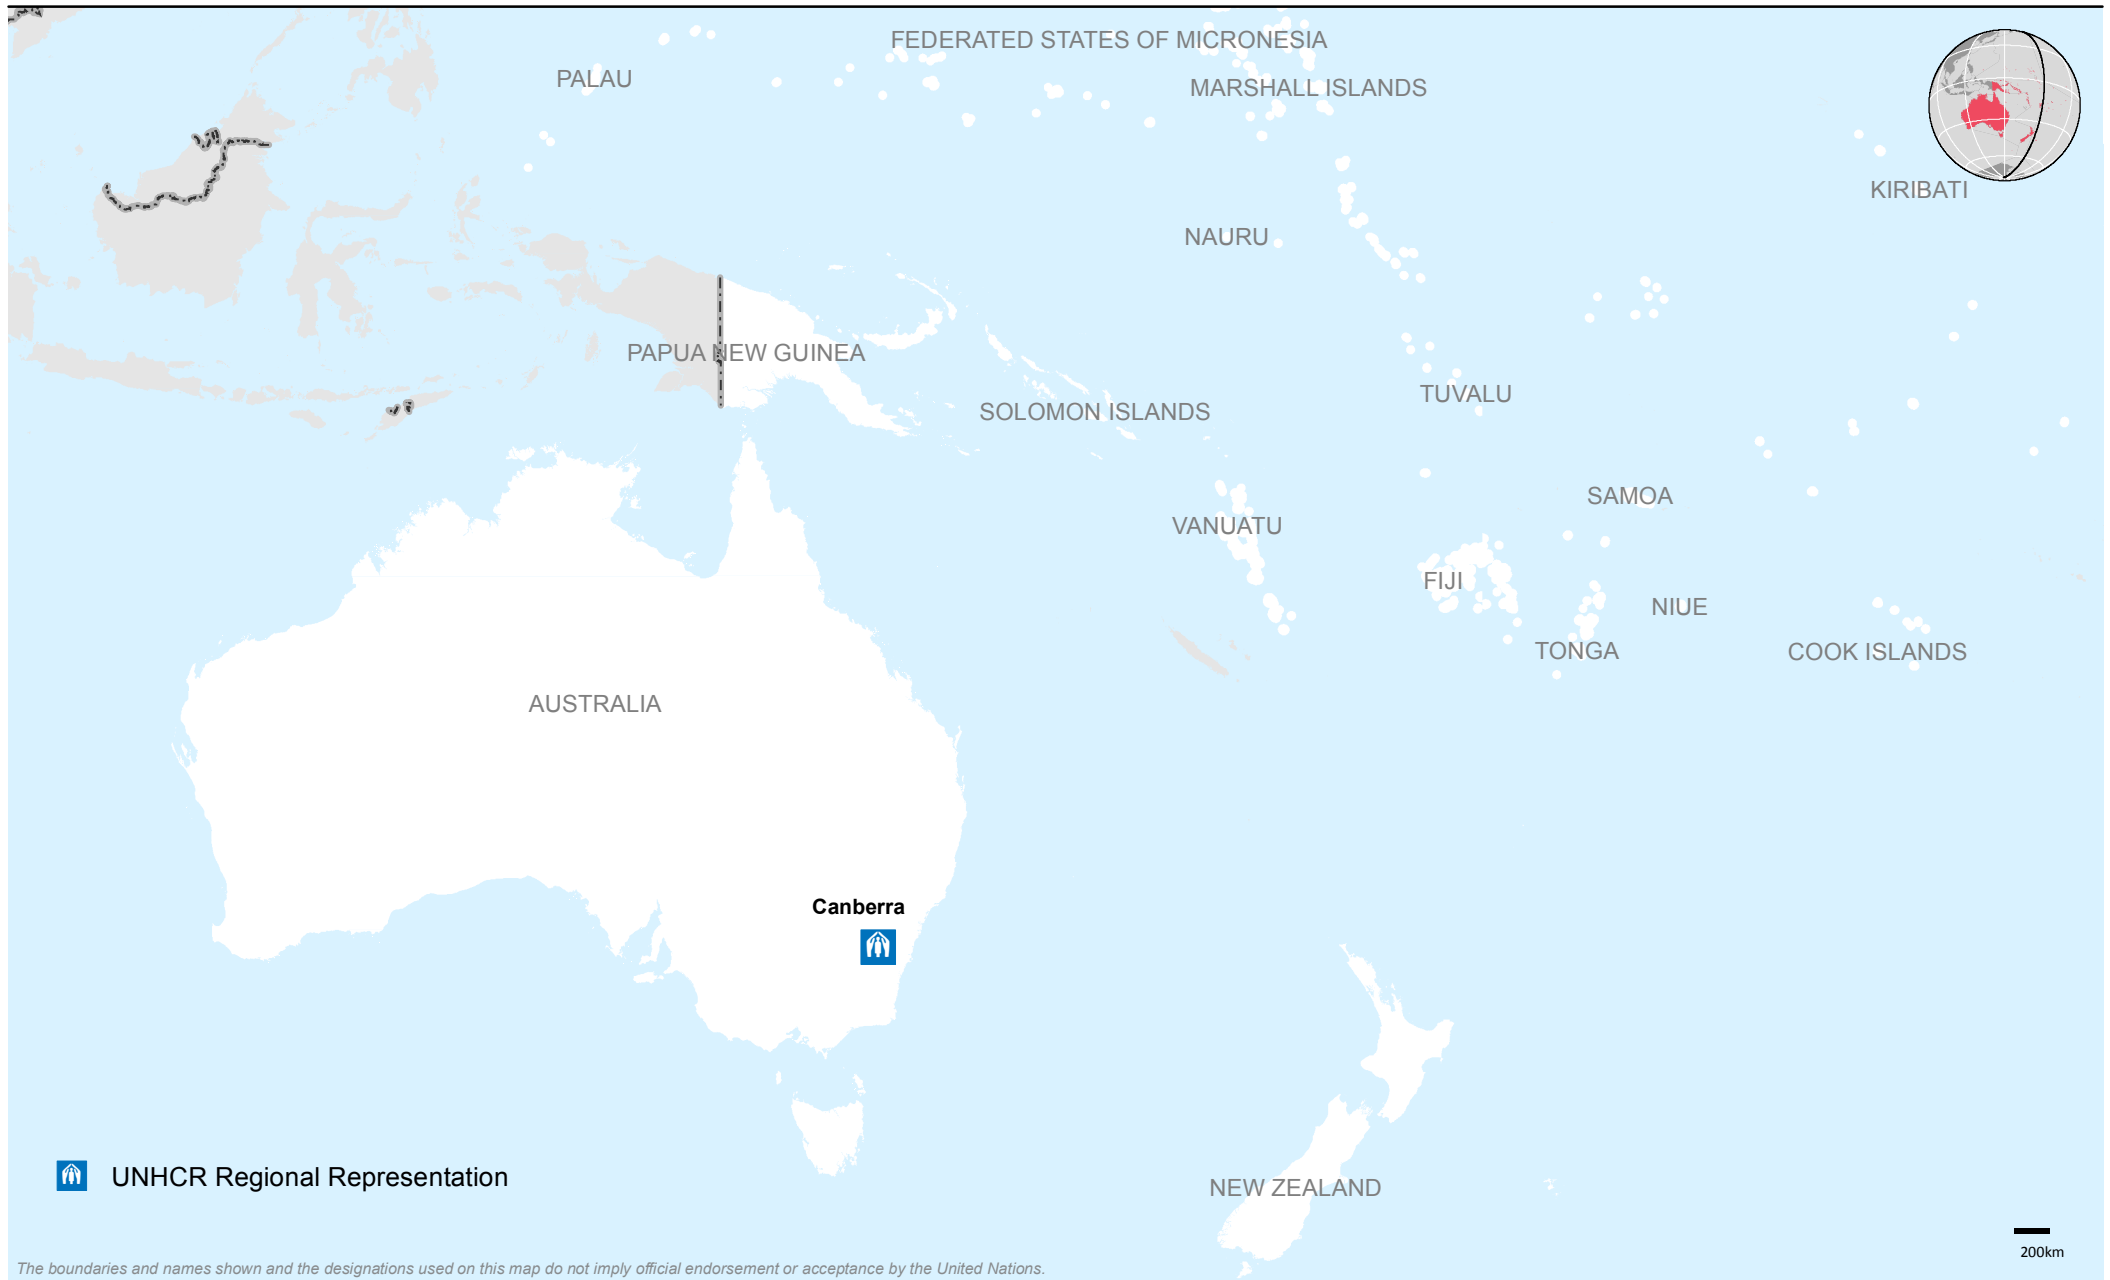 FEDERATED STATES OF MICRONESIA
PALAU
MARSHALL ISLANDS
KIRIBATI
NAURU
PAPUA NEW GUINEA
TUVALU
SOLOMON ISLANDS
SAMOA
VANUATU
FIJI
NIUE
TONGA
COOK ISLANDS
AUSTRALIA
Canberra
UNHCR Regional Representation
NEW ZEALAND
200km
The boundaries and names shown and the designations used on this map do not imply official endorsement or acceptance by the United Nations.